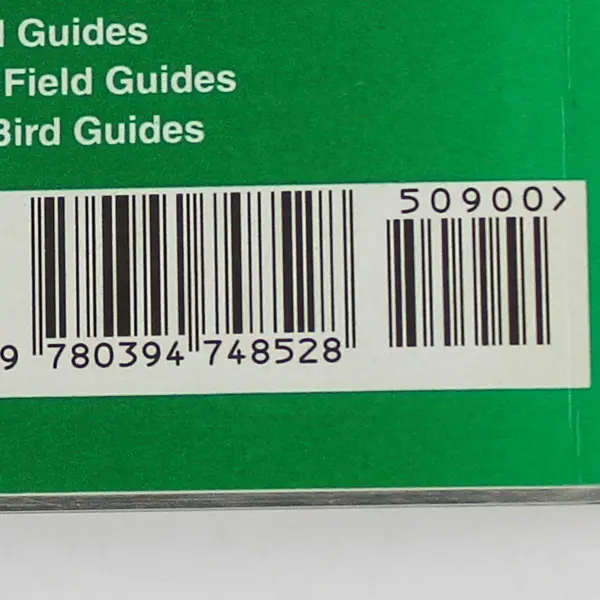 Guides
Field Guides
Bird Guides
50900>
9 780394 748528